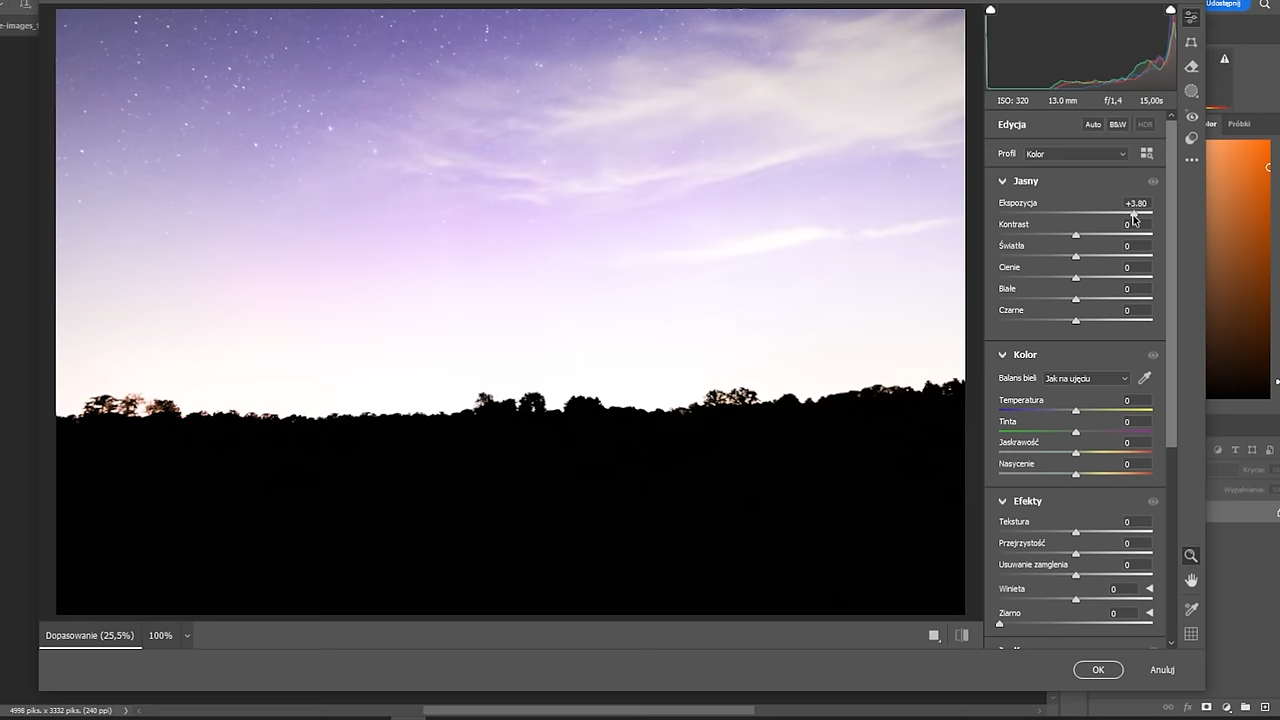 Udostępnij
e-images_1
ISO: 320 13.0 mm f/1,4 15,00s
Edycja Auto B&W HDR
Profil Kolor
olor Próbki
Jasny
Ekspozycja +3.80
Kontrast 0
Światła 0
Cienie 0
Białe 0
Czarne 0
Kolor
Balans bieli Jak na ujęciu
Temperatura 0
Tinta 0
Jaskrawość 0
Nasycenie 0
Krycie:
Wypełnienie:
Efekty
Tekstura 0
Przejrzystość 0
Usuwanie zamglenia 0
Winieta 0
Ziarno 0
Dopasowanie (25,5%) 100%
OK Anuluj
4998 piks. x 3332 piks. (240 ppi)
fx